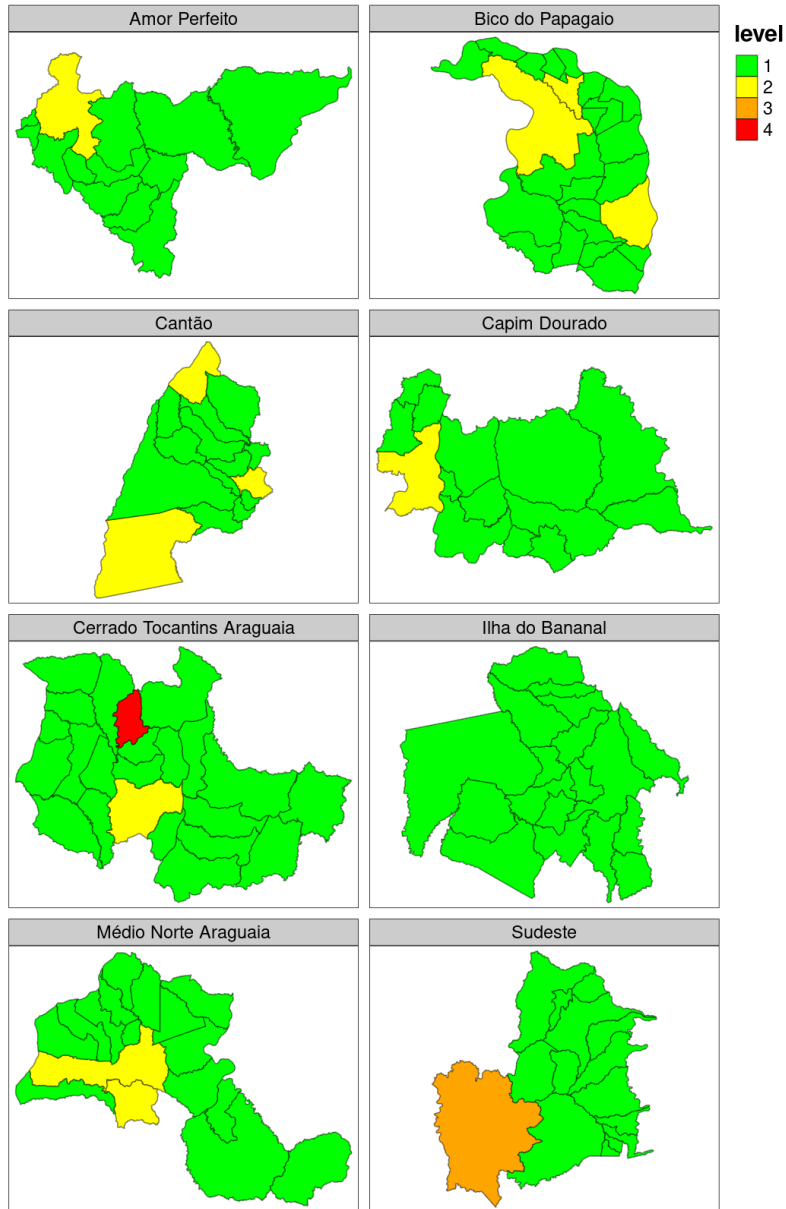 Amor Perfeito
Bico do Papagaio
level
1
2
3
4
Cantão
Capim Dourado
Cerrado Tocantins Araguaia
Ilha do Bananal
Médio Norte Araguaia
Sudeste